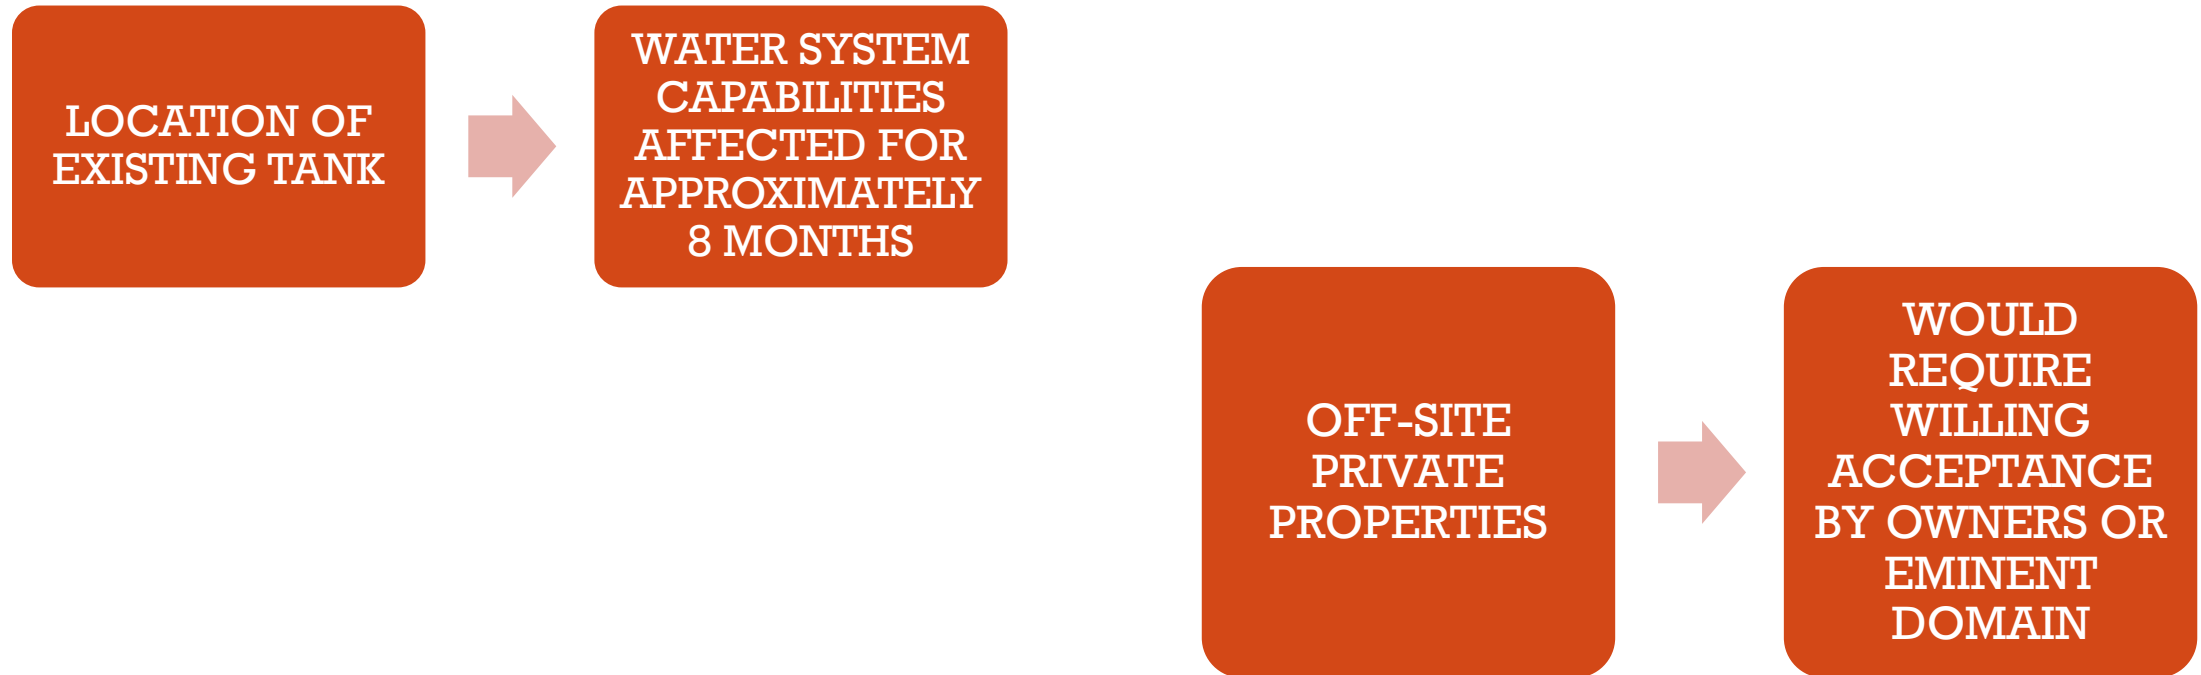 LOCATION OF
EXISTING TANK
WATER SYSTEM
CAPABILITIES
AFFECTED FOR
APPROXIMATELY
8 MONTHS
OFF-SITE
PRIVATE
PROPERTIES
WOULD
REQUIRE
WILLING
ACCEPTANCE
BY OWNERS OR
EMINENT
DOMAIN